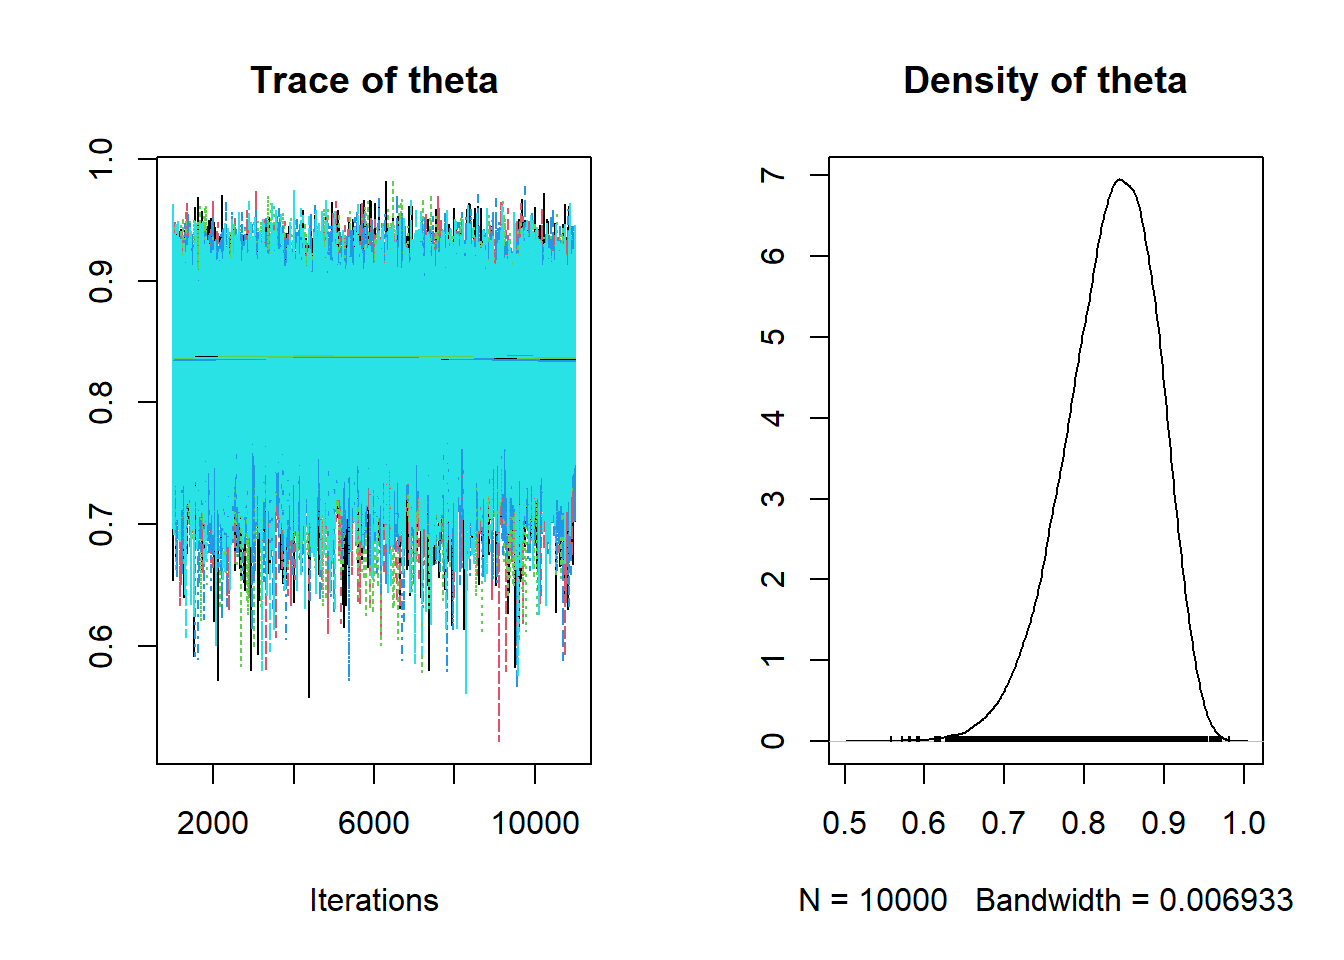 Trace of theta
1.0
0.9
0.8
0.7
0.6
2000 6000 10000
Iterations
Density of theta
7
6
5
4
3
2
1
0
0.5 0.6 0.7 0.8 0.9 1.0
N = 10000 Bandwidth = 0.006933